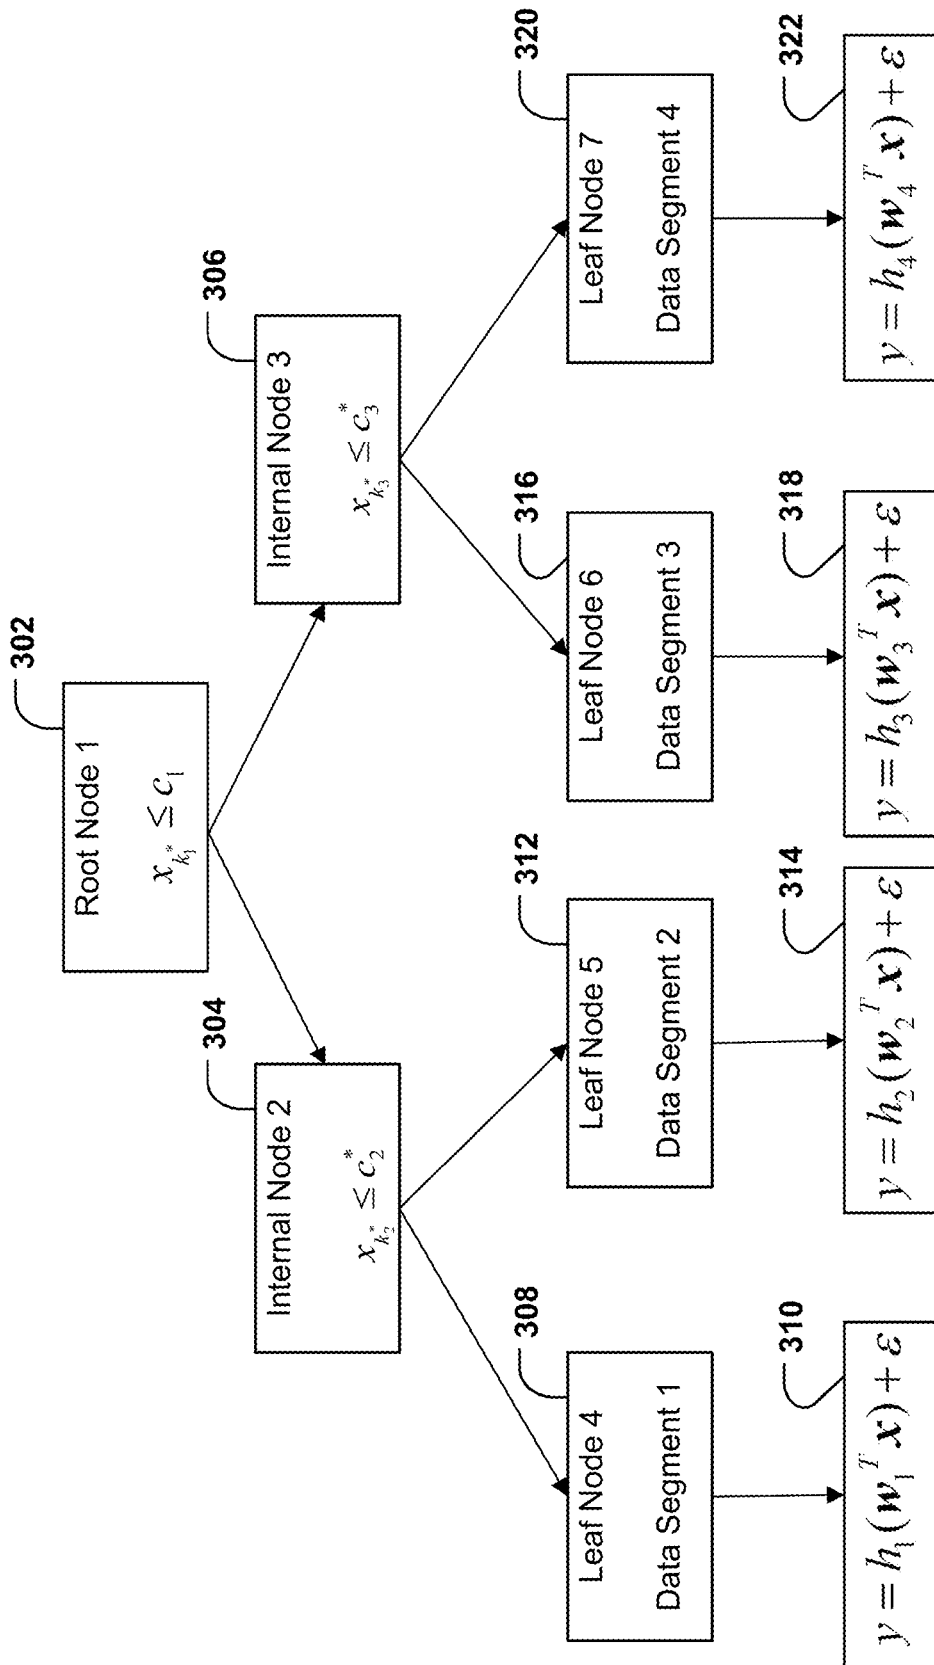 302
Root Node 1
x_{k_1^*} ≤ c_1
304
Internal Node 2
x_{k_2^*} ≤ c_2^*
306
Internal Node 3
x_{k_3^*} ≤ c_3^*
308
Leaf Node 4
Data Segment 1
312
Leaf Node 5
Data Segment 2
316
Leaf Node 6
Data Segment 3
320
Leaf Node 7
Data Segment 4
310
y = h_1(w_1^T x) + ε
314
y = h_2(w_2^T x) + ε
318
y = h_3(w_3^T x) + ε
322
y = h_4(w_4^T x) + ε